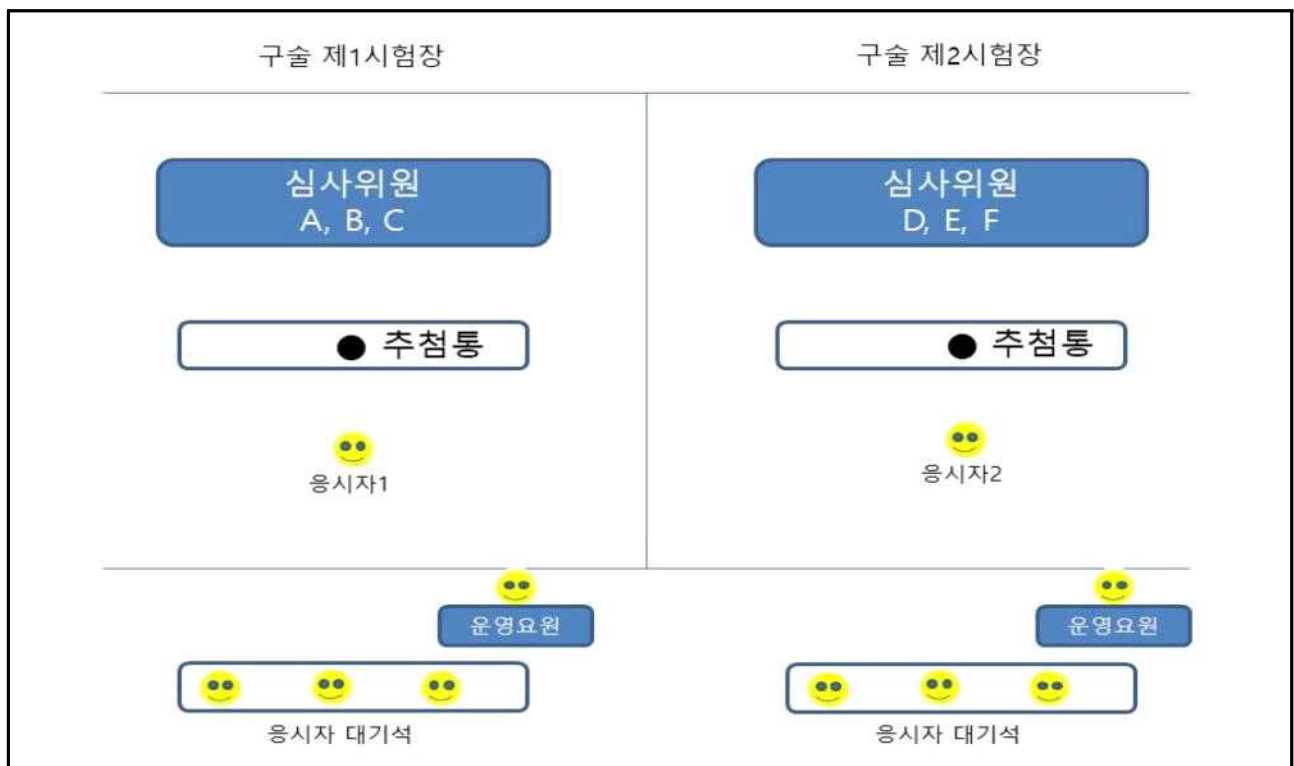 구술 제1시험장
구술 제2시험장
심사위원
A, B, C
심사위원
D, E, F
● 추첨통
● 추첨통
응시자1
응시자2
운영요원
운영요원
응시자 대기석
응시자 대기석